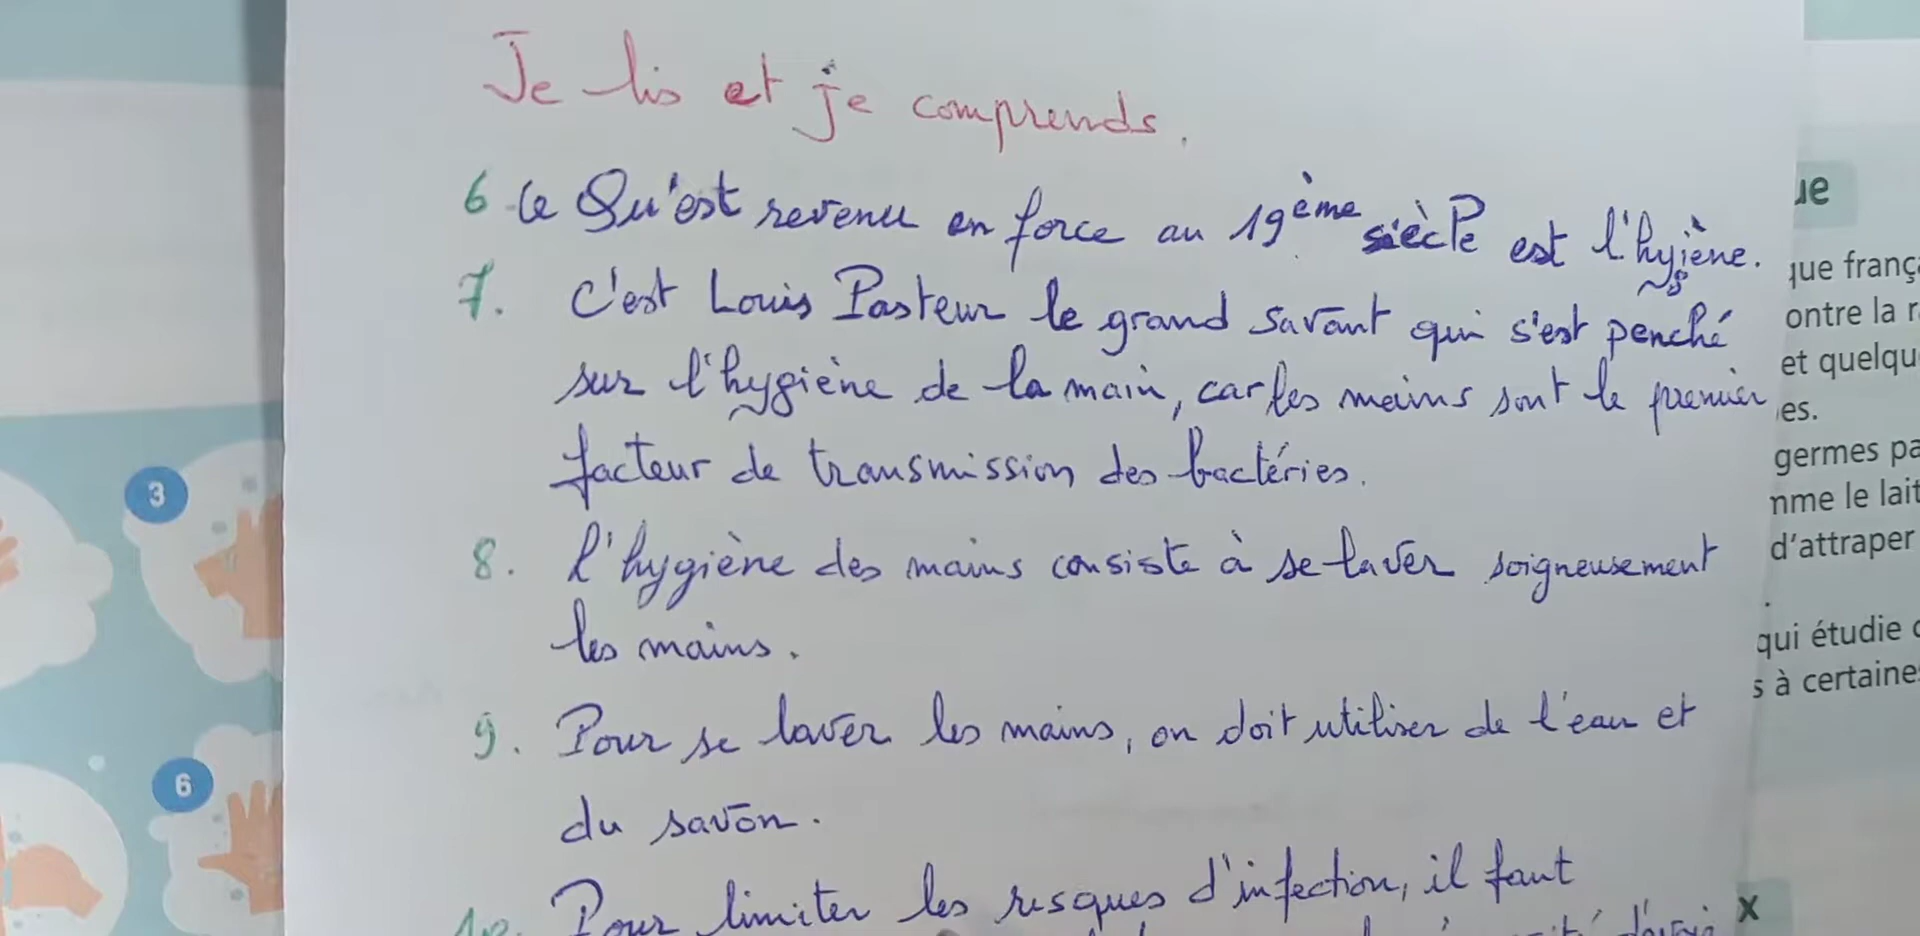 Je lis et je comprends.
6. Ce Qu'est revenu en force au 19ème siècle est l'hygiène.
7. C'est Louis Pasteur le grand savant qui s'est penché
sur l'hygiène de la main, car les mains sont le premier
facteur de transmission des bactéries.
8. L'hygiène des mains consiste à se laver soigneusement
les mains.
9. Pour se laver les mains, on doit utiliser de l'eau et
du savon.
10. Pour limiter les risques d'infection, il faut
ue
que frança
ontre la r
et quelqu
es.
germes pa
mme le lait
d'attraper
qui étudie
s à certaine
x
3
6